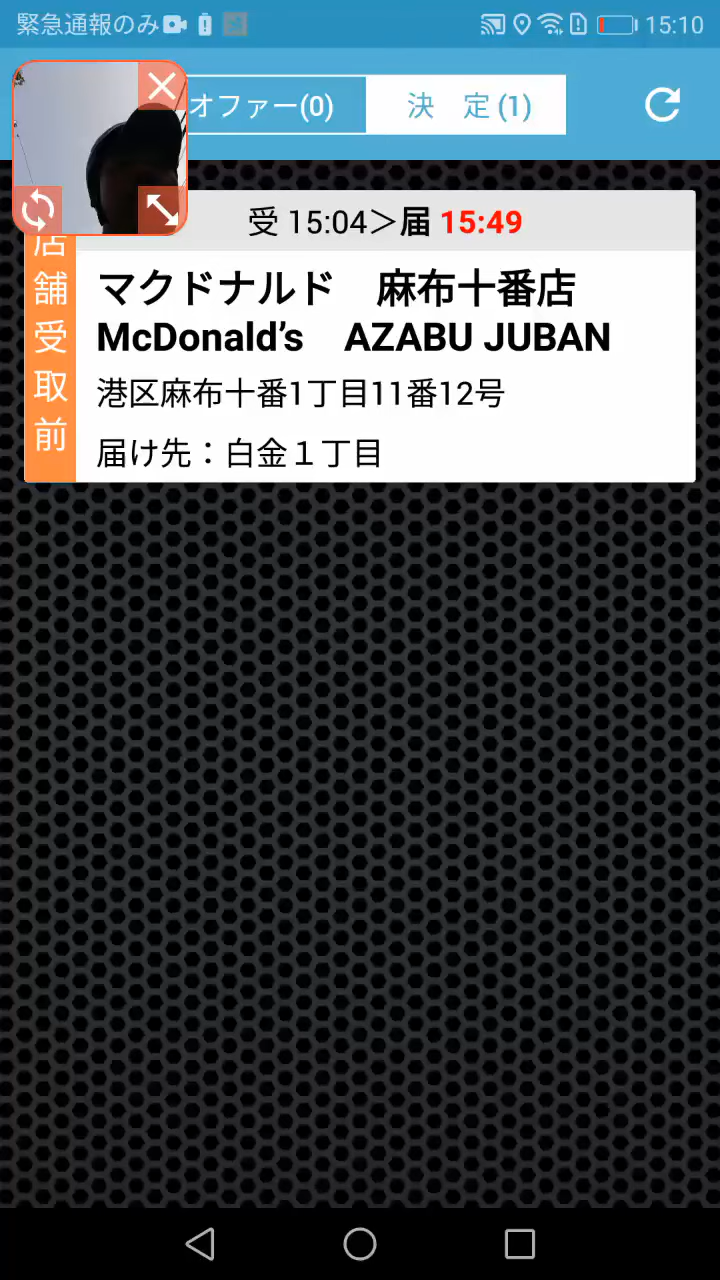 緊急通報のみ 15:10
オファー(0) 決　定 (1)
受 15:04＞届 15:49
店舗受取前
マクドナルド　麻布十番店
McDonald’s　AZABU JUBAN
港区麻布十番1丁目11番12号
届け先：白金１丁目